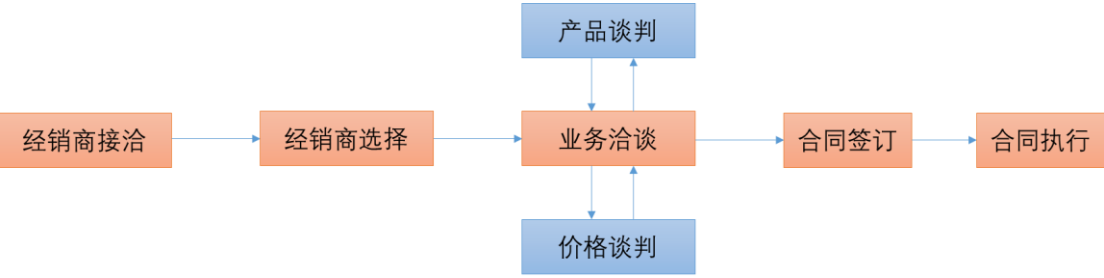 产品谈判
经销商接洽
经销商选择
业务洽谈
合同签订
合同执行
价格谈判